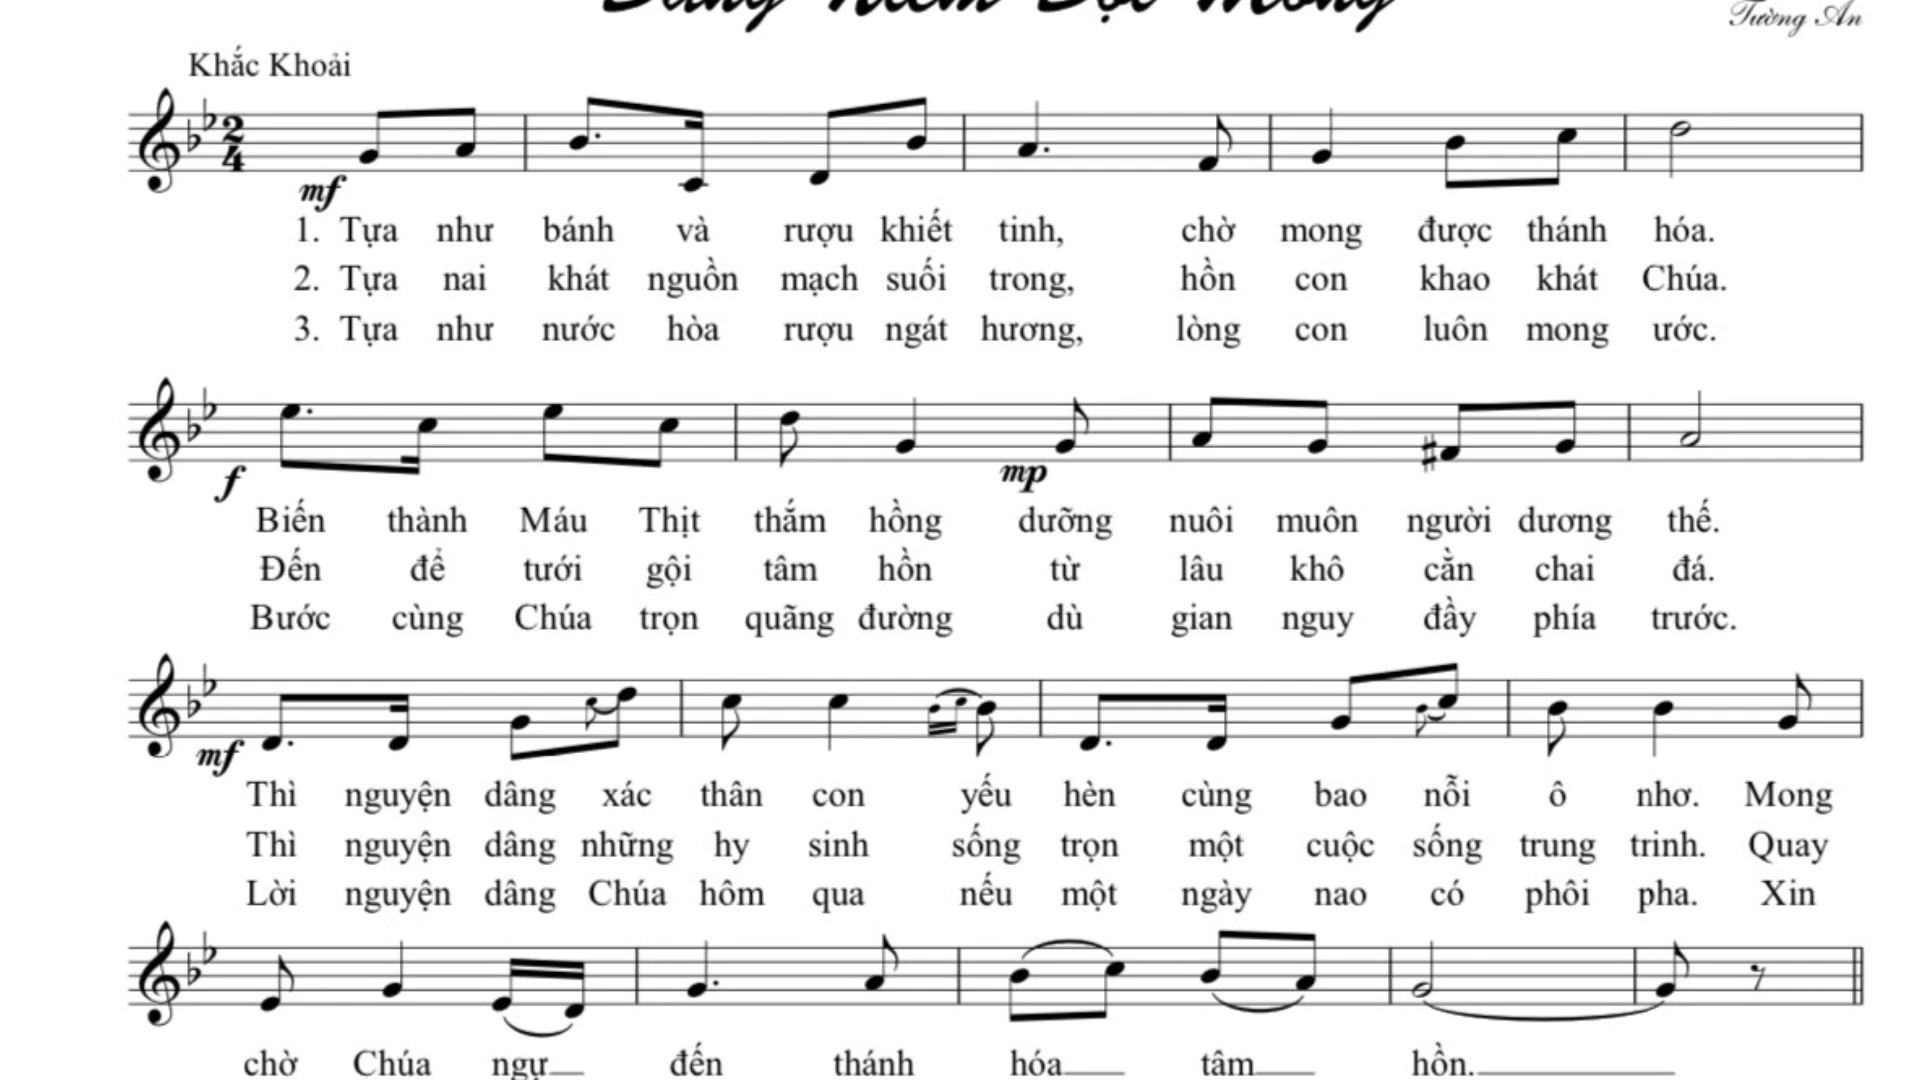 Tường An
Khắc Khoải
2
4
mf
1. Tựa như bánh và rượu khiết tinh, chờ mong được thánh hóa.
2. Tựa nai khát nguồn mạch suối trong, hồn con khao khát Chúa.
3. Tựa như nước hòa rượu ngát hương, lòng con luôn mong ước.
f mp
Biến thành Máu Thịt thắm hồng dưỡng nuôi muôn người dương thế.
Đến để tưới gội tâm hồn từ lâu khô cằn chai đá.
Bước cùng Chúa trọn quãng đường dù gian nguy đầy phía trước.
mf
Thì nguyện dâng xác thân con yếu hèn cùng bao nỗi ô nhơ. Mong
Thì nguyện dâng những hy sinh sống trọn một cuộc sống trung trinh. Quay
Lời nguyện dâng Chúa hôm qua nếu một ngày nao có phôi pha. Xin
chờ Chúa ngự đến thánh hóa tâm hồn.